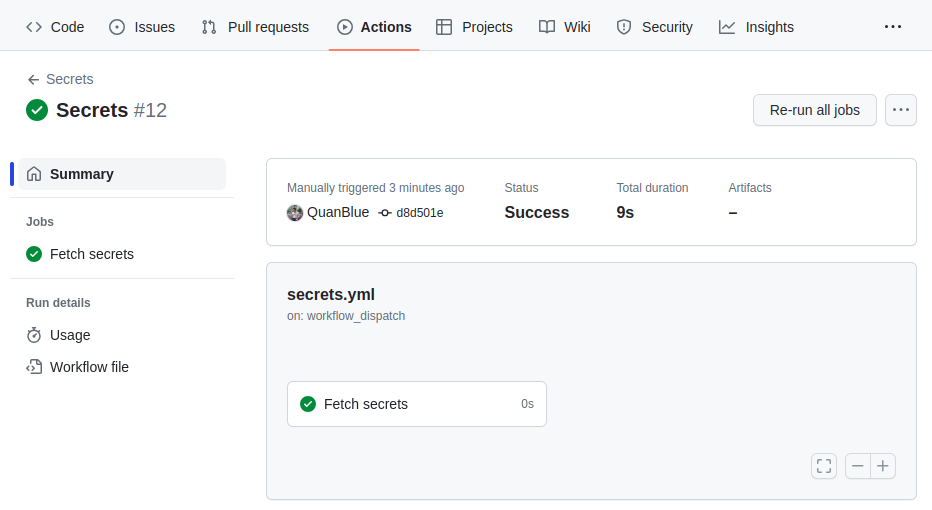 Code Issues Pull requests Actions Projects Wiki Security Insights
Secrets
Secrets #12
Re-run all jobs
Summary
Jobs
Fetch secrets
Run details
Usage
Workflow file
Manually triggered 3 minutes ago Status Total duration Artifacts
QuanBlue d8d501e Success 9s –
secrets.yml
on: workflow_dispatch
Fetch secrets 0s